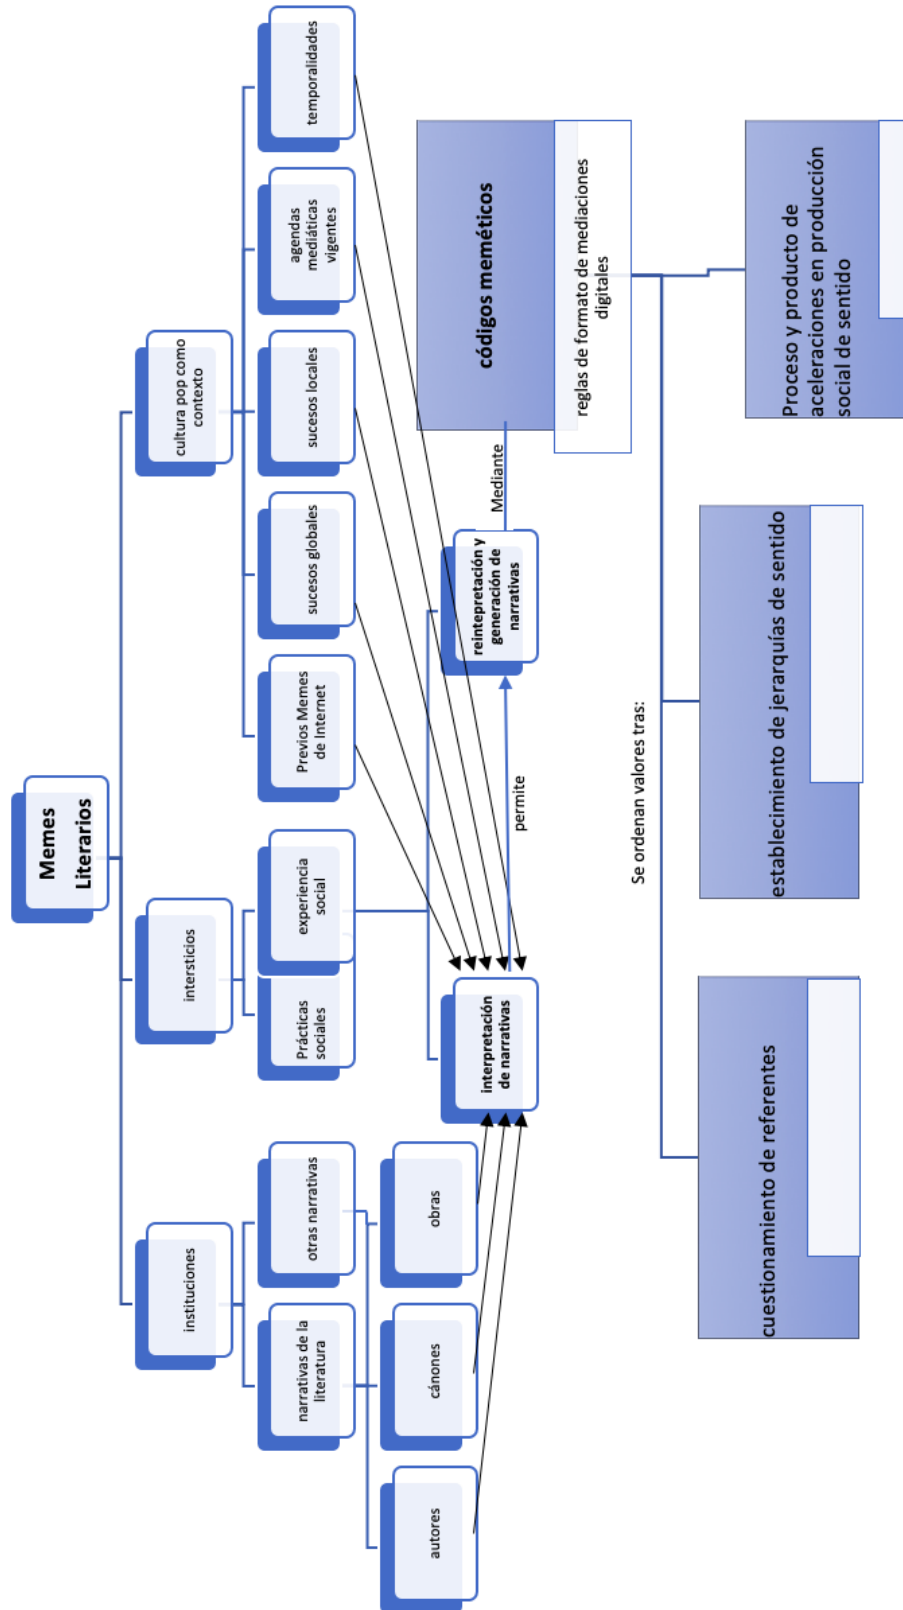 Memes
Literarios
instituciones
intersticios
cultura pop como
contexto
narrativas de la
literatura
otras narrativas
Prácticas
sociales
experiencia
social
Previos Memes
de Internet
sucesos globales
sucesos locales
agendas
mediáticas
vigentes
temporalidades
autores
cánones
obras
interpretación
de narrativas
permite
reintepretación y
generación de
narrativas
Mediante
códigos meméticos
reglas de formato de mediaciones
digitales
Se ordenan valores tras:
cuestionamiento de referentes
establecimiento de jerarquías de sentido
Proceso y producto de
aceleraciones en producción
social de sentido